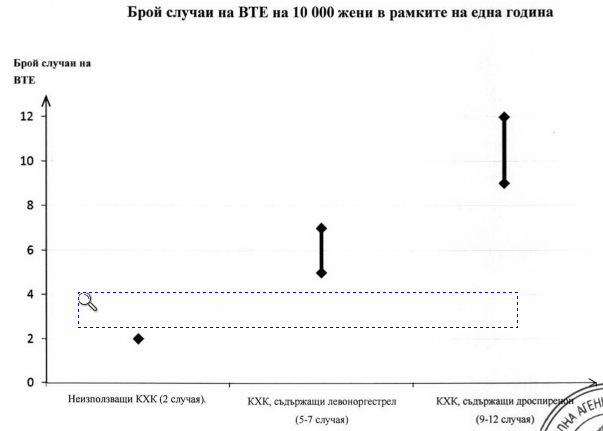 Брой случаи на ВТЕ на 10 000 жени в рамките на една година
Брой случаи на
ВТЕ
12
10
8
6
4
2
0
Неизползващи КХК (2 случая).
КХК, съдържащи левоноргестрел
(5-7 случая)
КХК, съдържащи дроспиренон
(9-12 случая)